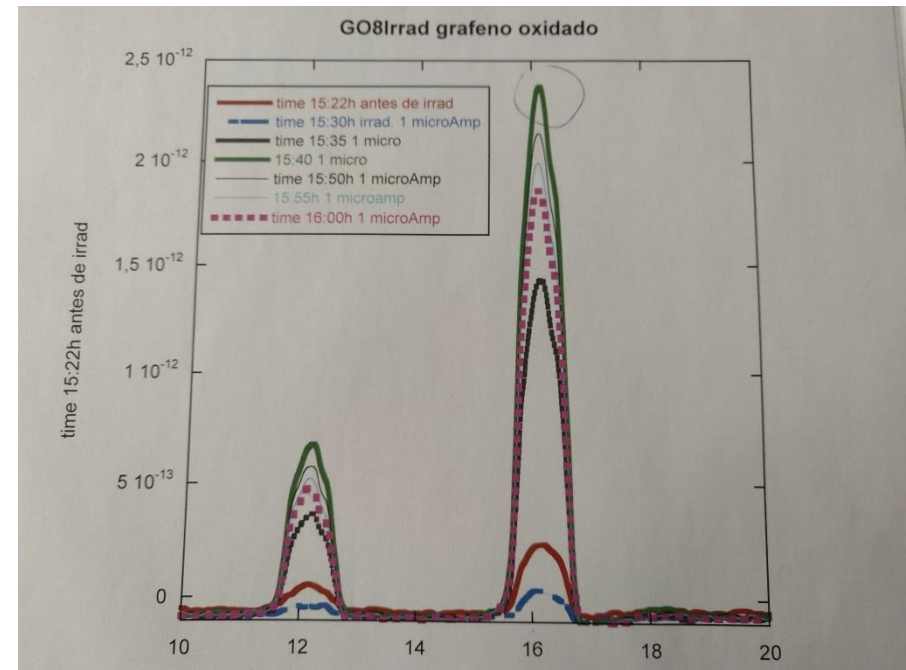 GO8Irrad grafeno oxidado
2,5 10⁻¹²
2 10⁻¹²
1,5 10⁻¹²
1 10⁻¹²
5 10⁻¹³
0
time 15:22h antes de irrad
time 15:22h antes de irrad
time 15:30h irrad. 1 microAmp
time 15:35 1 micro
15:40 1 micro
time 15:50h 1 microAmp
15:55h 1 microamp
time 16:00h 1 microAmp
10 12 14 16 18 20